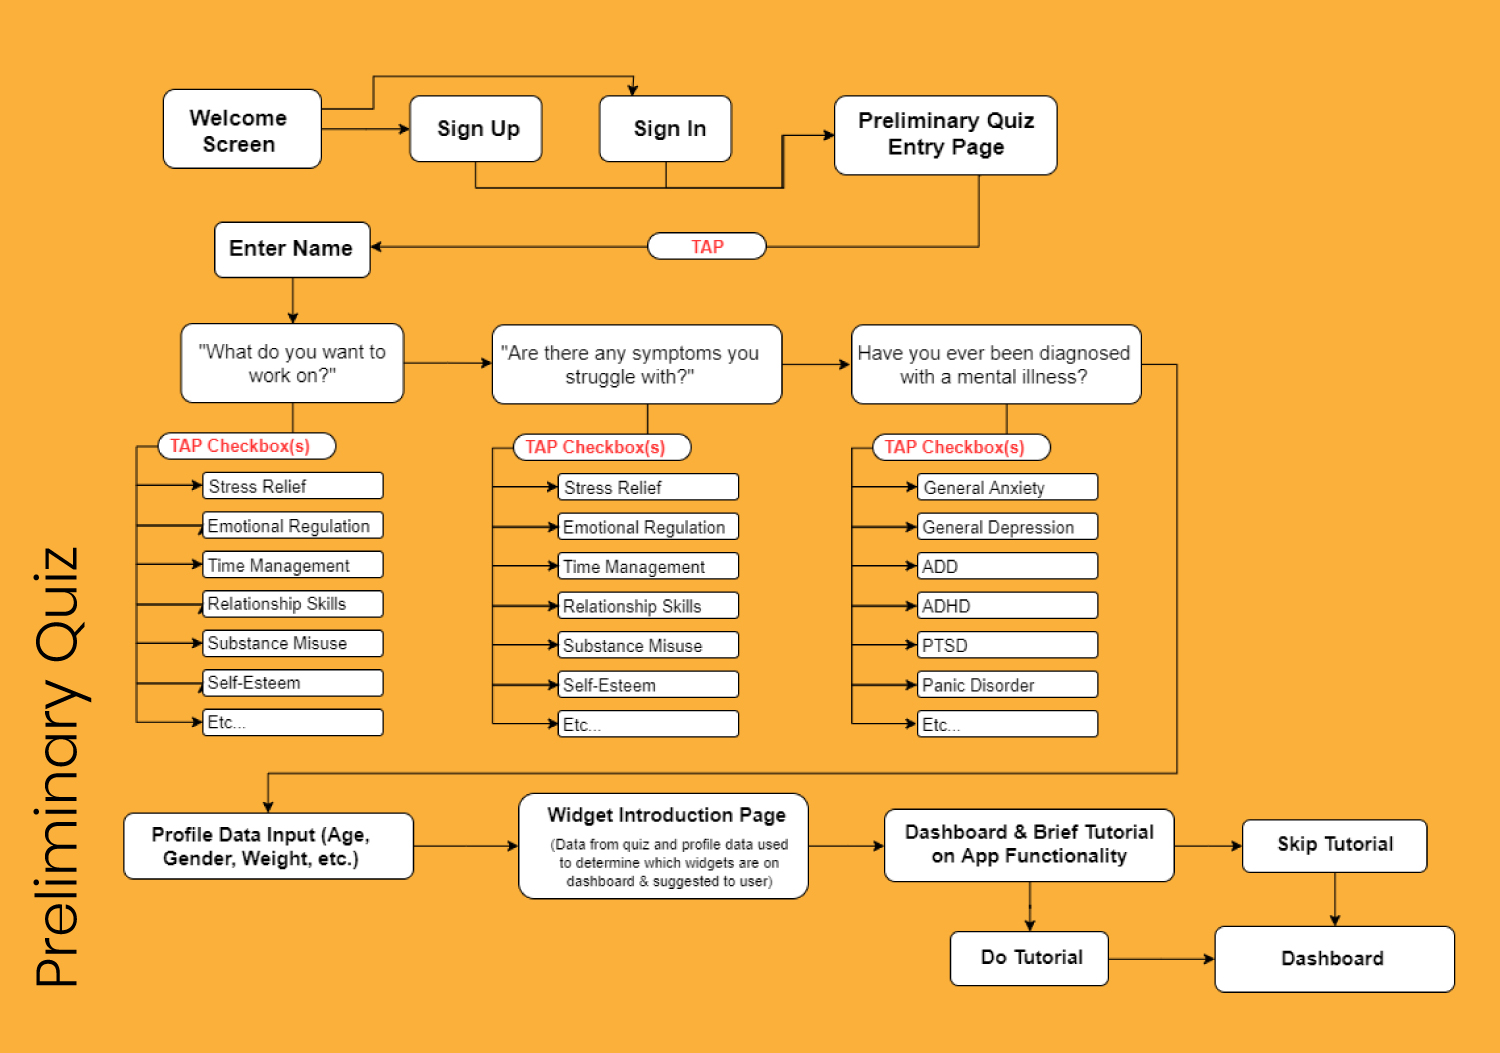 Preliminary Quiz
Welcome
Screen
Sign Up
Sign In
Preliminary Quiz
Entry Page
Enter Name
TAP
"What do you want to
work on?"
"Are there any symptoms you
struggle with?"
Have you ever been diagnosed
with a mental illness?
TAP Checkbox(s)
Stress Relief
Emotional Regulation
Time Management
Relationship Skills
Substance Misuse
Self-Esteem
Etc...
TAP Checkbox(s)
Stress Relief
Emotional Regulation
Time Management
Relationship Skills
Substance Misuse
Self-Esteem
Etc...
TAP Checkbox(s)
General Anxiety
General Depression
ADD
ADHD
PTSD
Panic Disorder
Etc...
Profile Data Input (Age,
Gender, Weight, etc.)
Widget Introduction Page
(Data from quiz and profile data used
to determine which widgets are on
dashboard & suggested to user)
Dashboard & Brief Tutorial
on App Functionality
Skip Tutorial
Do Tutorial
Dashboard